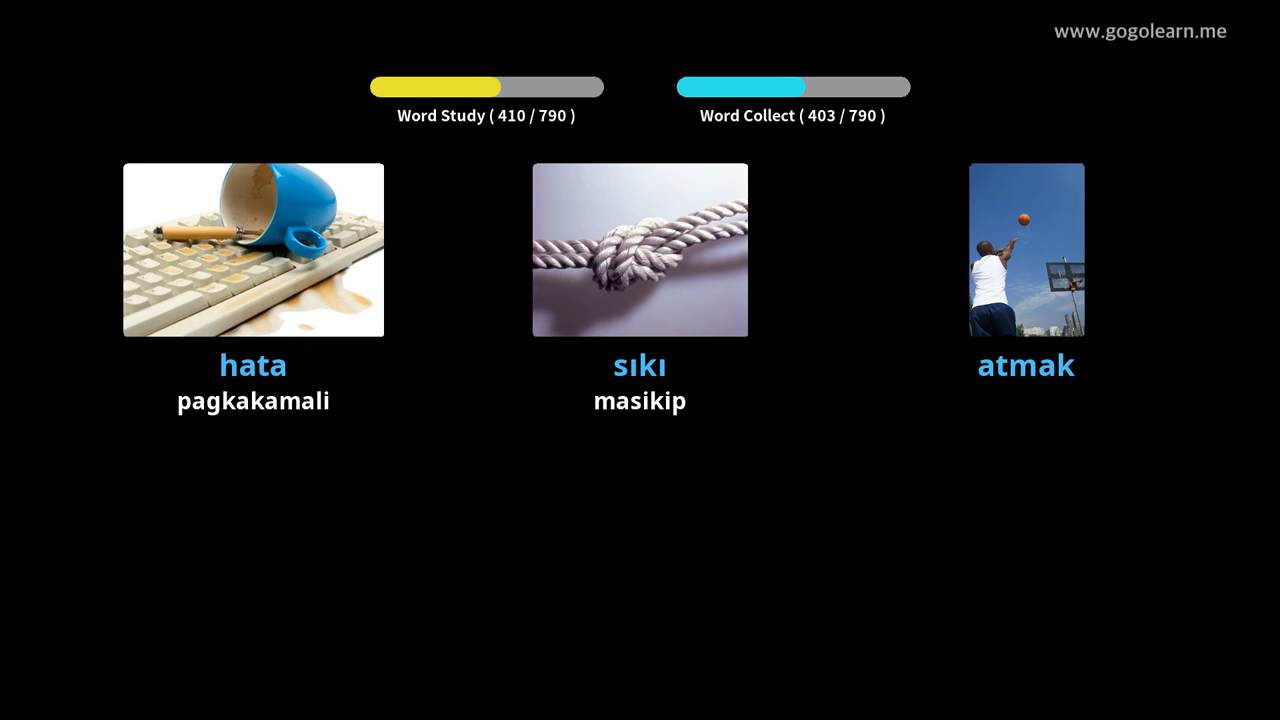 www.gogolearn.me
Word Study ( 410 / 790 )
Word Collect ( 403 / 790 )
hata
pagkakamali
sıkı
masikip
atmak